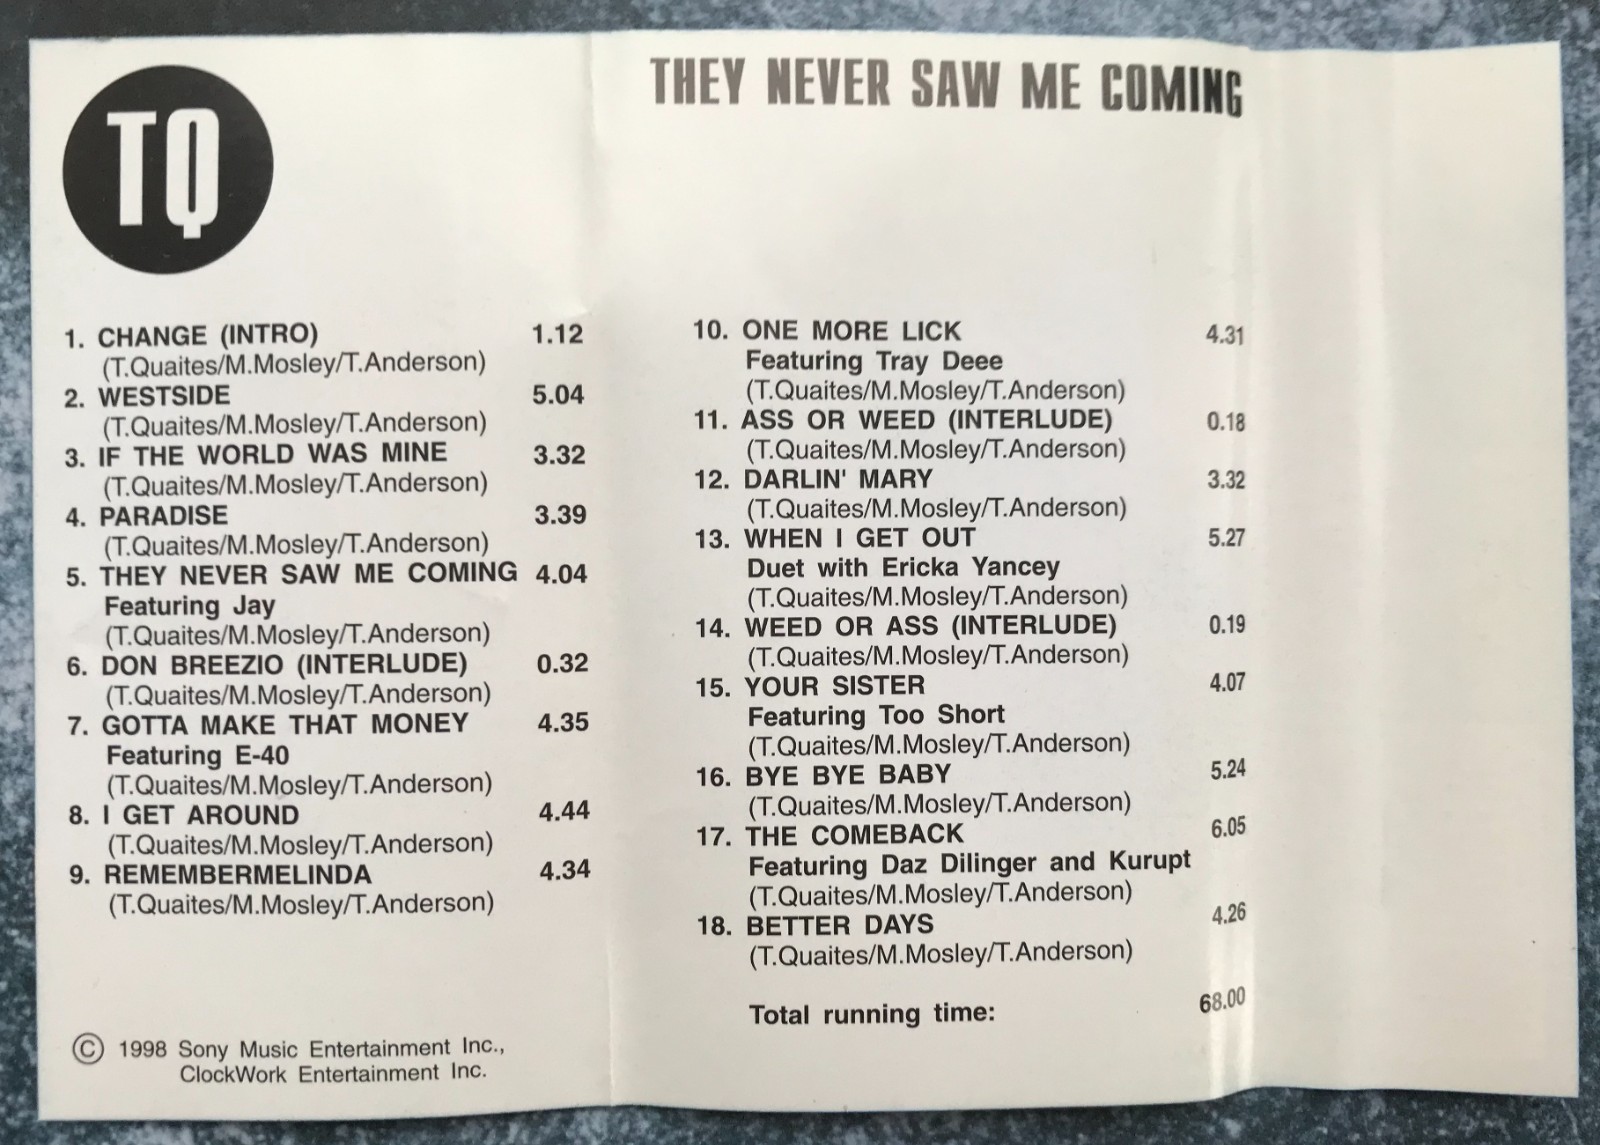 TQ
THEY NEVER SAW ME COMING
1. CHANGE (INTRO) 1.12
(T.Quaites/M.Mosley/T.Anderson)
2. WESTSIDE 5.04
(T.Quaites/M.Mosley/T.Anderson)
3. IF THE WORLD WAS MINE 3.32
(T.Quaites/M.Mosley/T.Anderson)
4. PARADISE 3.39
(T.Quaites/M.Mosley/T.Anderson)
5. THEY NEVER SAW ME COMING 4.04
Featuring Jay
(T.Quaites/M.Mosley/T.Anderson)
6. DON BREEZIO (INTERLUDE) 0.32
(T.Quaites/M.Mosley/T.Anderson)
7. GOTTA MAKE THAT MONEY 4.35
Featuring E-40
(T.Quaites/M.Mosley/T.Anderson)
8. I GET AROUND 4.44
(T.Quaites/M.Mosley/T.Anderson)
9. REMEMBERMELINDA 4.34
(T.Quaites/M.Mosley/T.Anderson)
© 1998 Sony Music Entertainment Inc.,
ClockWork Entertainment Inc.
10. ONE MORE LICK 4.31
Featuring Tray Deee
(T.Quaites/M.Mosley/T.Anderson)
11. ASS OR WEED (INTERLUDE) 0.18
(T.Quaites/M.Mosley/T.Anderson)
12. DARLIN' MARY 3.32
(T.Quaites/M.Mosley/T.Anderson)
13. WHEN I GET OUT 5.27
Duet with Ericka Yancey
(T.Quaites/M.Mosley/T.Anderson)
14. WEED OR ASS (INTERLUDE) 0.19
(T.Quaites/M.Mosley/T.Anderson)
15. YOUR SISTER 4.07
Featuring Too Short
(T.Quaites/M.Mosley/T.Anderson)
16. BYE BYE BABY 5.24
(T.Quaites/M.Mosley/T.Anderson)
17. THE COMEBACK 6.05
Featuring Daz Dilinger and Kurupt
(T.Quaites/M.Mosley/T.Anderson)
18. BETTER DAYS 4.26
(T.Quaites/M.Mosley/T.Anderson)
Total running time: 68.00